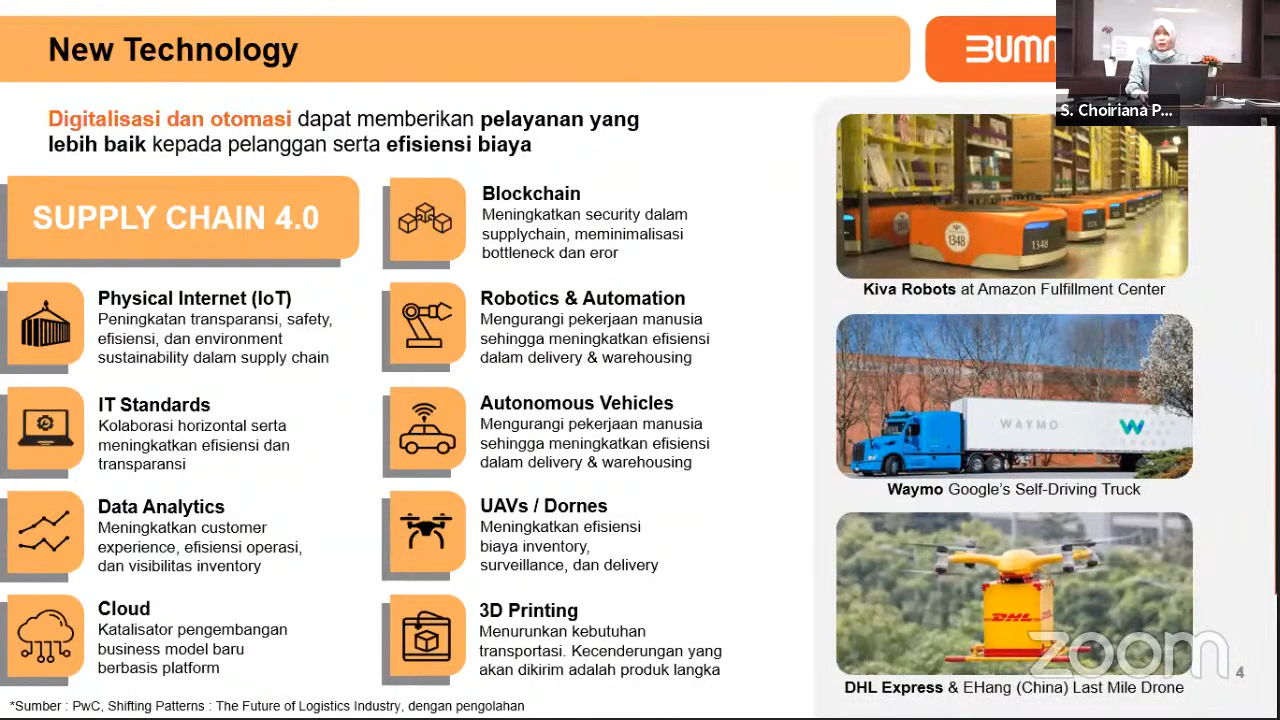 New Technology
BUMN
S. Choiriana P...
Digitalisasi dan otomasi dapat memberikan pelayanan yang
lebih baik kepada pelanggan serta efisiensi biaya
SUPPLY CHAIN 4.0
Physical Internet (IoT)
Peningkatan transparansi, safety,
efisiensi, dan environment
sustainability dalam supply chain
IT Standards
Kolaborasi horizontal serta
meningkatkan efisiensi dan
transparansi
Data Analytics
Meningkatkan customer
experience, efisiensi operasi,
dan visibilitas inventory
Cloud
Katalisator pengembangan
business model baru
berbasis platform
Blockchain
Meningkatkan security dalam
supplychain, meminimalisasi
bottleneck dan eror
Robotics & Automation
Mengurangi pekerjaan manusia
sehingga meningkatkan efisiensi
dalam delivery & warehousing
Autonomous Vehicles
Mengurangi pekerjaan manusia
sehingga meningkatkan efisiensi
dalam delivery & warehousing
UAVs / Dornes
Meningkatkan efisiensi
biaya inventory,
surveillance, dan delivery
3D Printing
Menurunkan kebutuhan
transportasi. Kecenderungan yang
akan dikirim adalah produk langka
1348
1348
Kiva Robots at Amazon Fulfillment Center
WAYMO
Waymo Google's Self-Driving Truck
DHL
zoom
4
DHL Express & EHang (China) Last Mile Drone
*Sumber : PwC, Shifting Patterns : The Future of Logistics Industry, dengan pengolahan